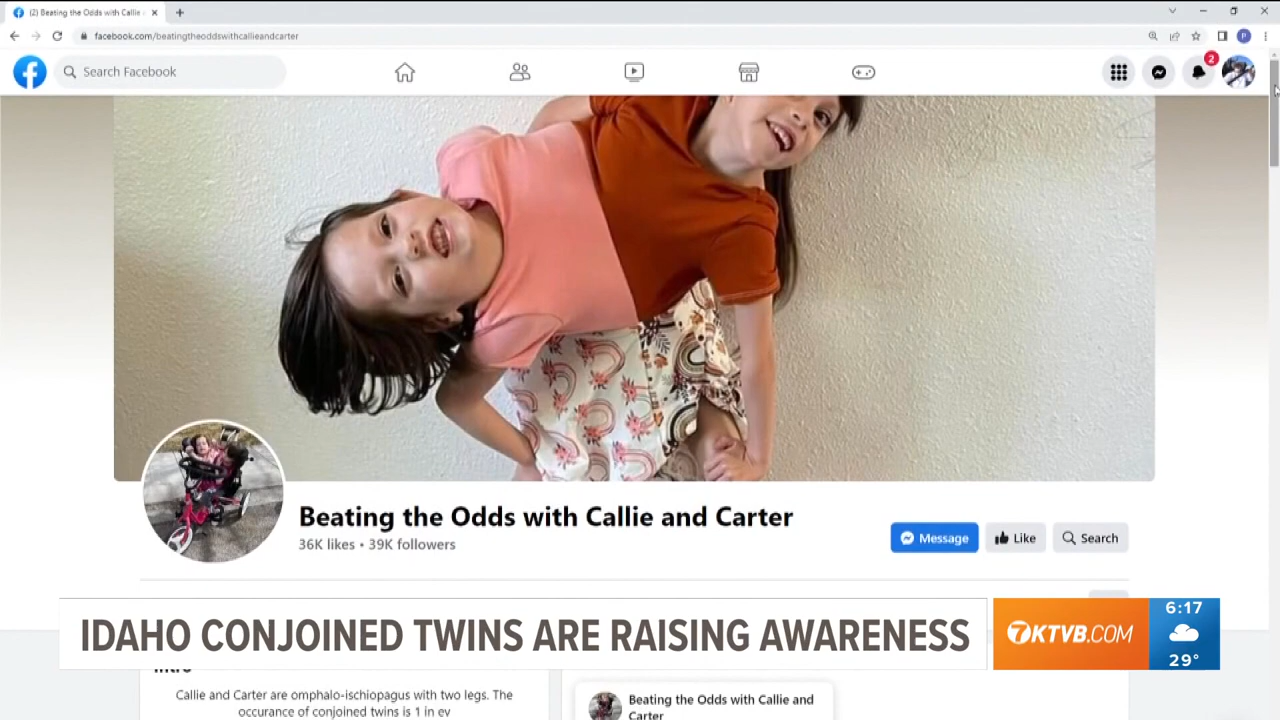 (2) Beating the Odds with Callie
facebook.com/beatingtheoddswithcallieandcarter
Search Facebook
2
Beating the Odds with Callie and Carter
36K likes • 39K followers
Message
Like
Search
IDAHO CONJOINED TWINS ARE RAISING AWARENESS
7KTVB.COM
6:17
29°
Intro
Callie and Carter are omphalo-ischiopagus with two legs. The
occurance of conjoined twins is 1 in ev
Beating the Odds with Callie and
Carter